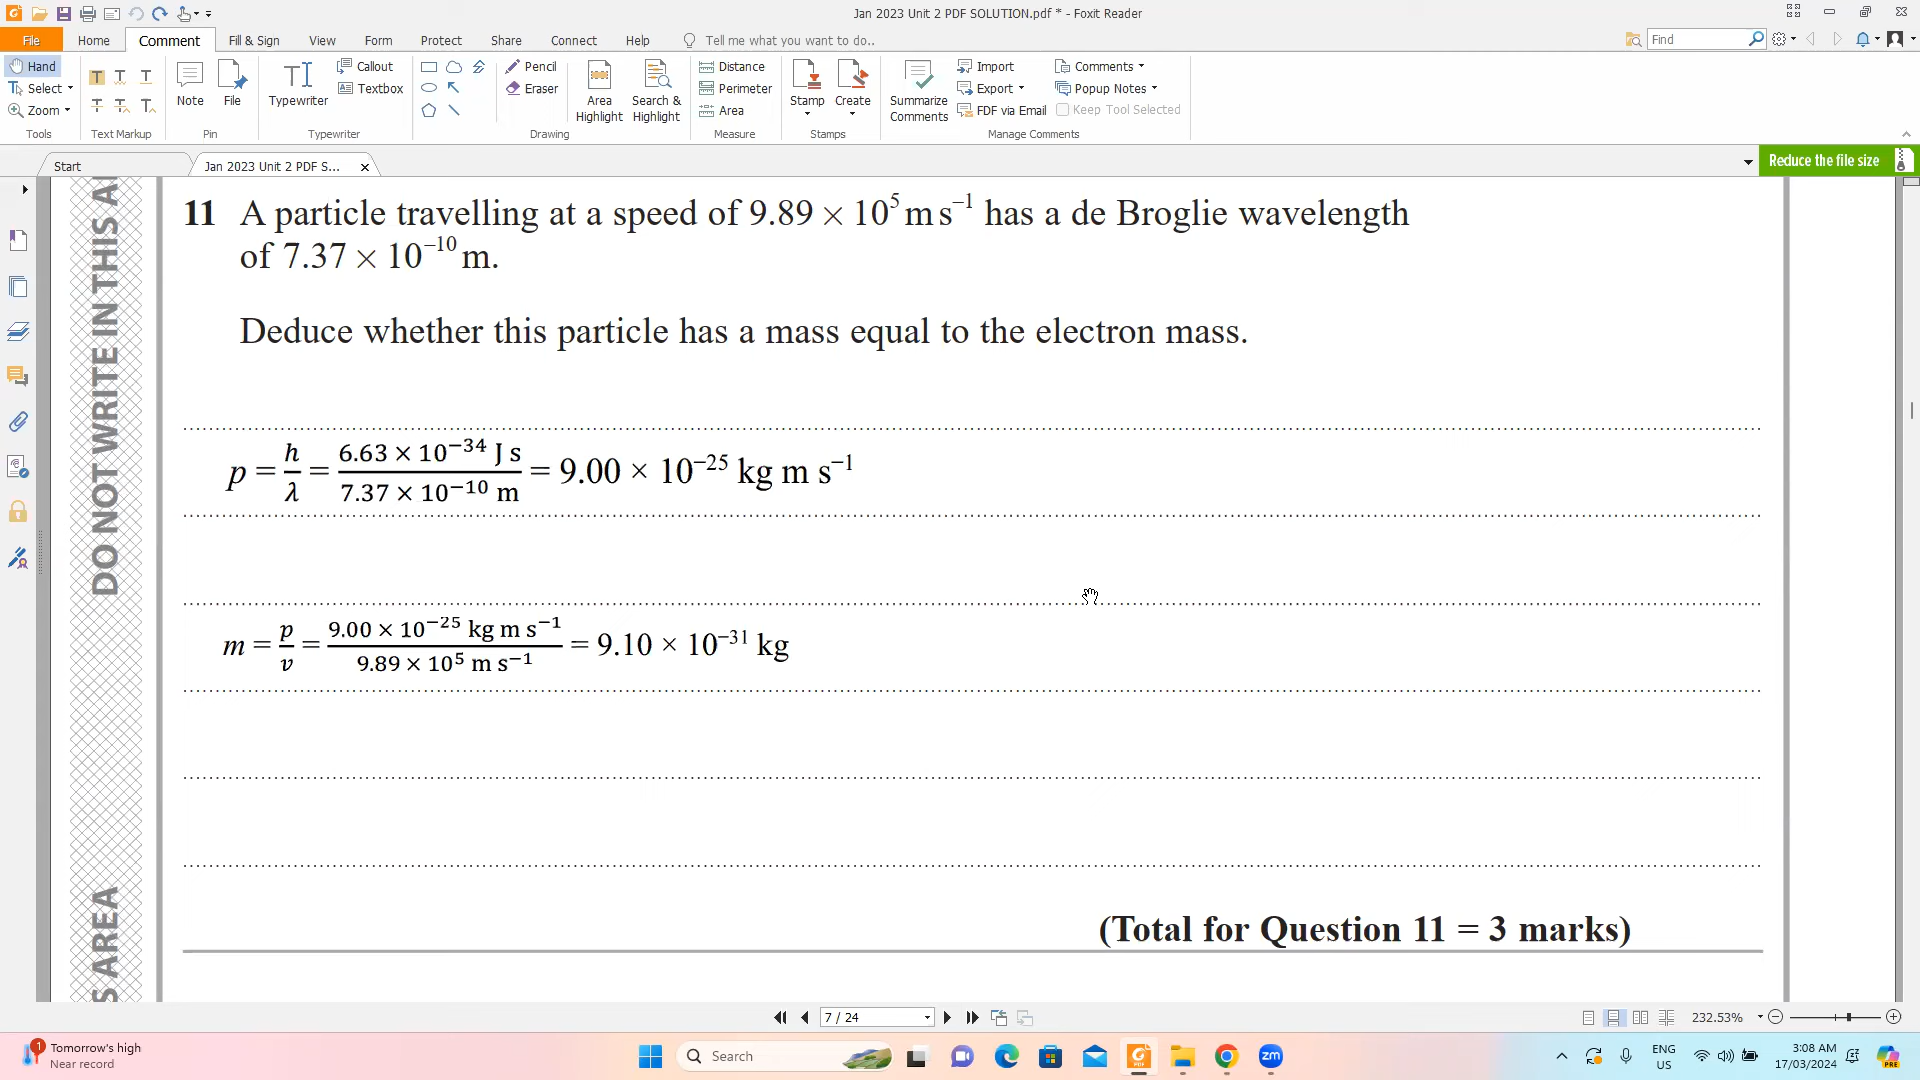 Jan 2023 Unit 2 PDF SOLUTION.pdf * - Foxit Reader
File Home Comment Fill & Sign View Form Protect Share Connect Help Tell me what you want to do.. Find
Hand
Select
Zoom
Tools
Text Markup
Note
File
Pin
Typewriter
Callout
Textbox
Typewriter
Pencil
Eraser
Area Highlight
Search & Highlight
Drawing
Distance
Perimeter
Area
Measure
Stamp
Create
Stamps
Summarize Comments
Import
Export
FDF via Email
Comments
Popup Notes
Keep Tool Selected
Manage Comments
Start
Jan 2023 Unit 2 PDF S...
Reduce the file size
DO NOT WRITE IN THIS A
S AREA
11 A particle travelling at a speed of 9.89 × 10⁵ m s⁻¹ has a de Broglie wavelength
of 7.37 × 10⁻¹⁰ m.
Deduce whether this particle has a mass equal to the electron mass.
p = h/λ = (6.63 × 10⁻³⁴ J s)/(7.37 × 10⁻¹⁰ m) = 9.00 × 10⁻²⁵ kg m s⁻¹
m = p/v = (9.00 × 10⁻²⁵ kg m s⁻¹)/(9.89 × 10⁵ m s⁻¹) = 9.10 × 10⁻³¹ kg
(Total for Question 11 = 3 marks)
7 / 24
232.53%
1
Tomorrow's high
Near record
Search
zm
ENG
US
3:08 AM
17/03/2024
PRE